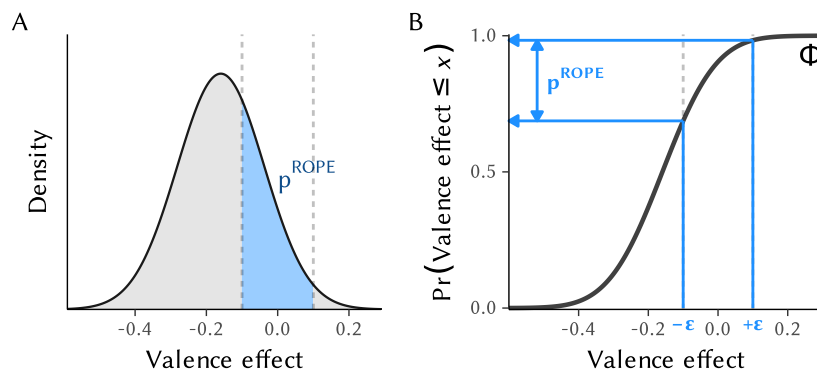 A
Density
p^ROPE
-0.4 -0.2 0.0 0.2
Valence effect
B
Pr(Valence effect ≤ x)
1.0
0.5
0.0
p^ROPE
Φ
-0.4 -0.2 −ε 0.0 +ε 0.2
Valence effect